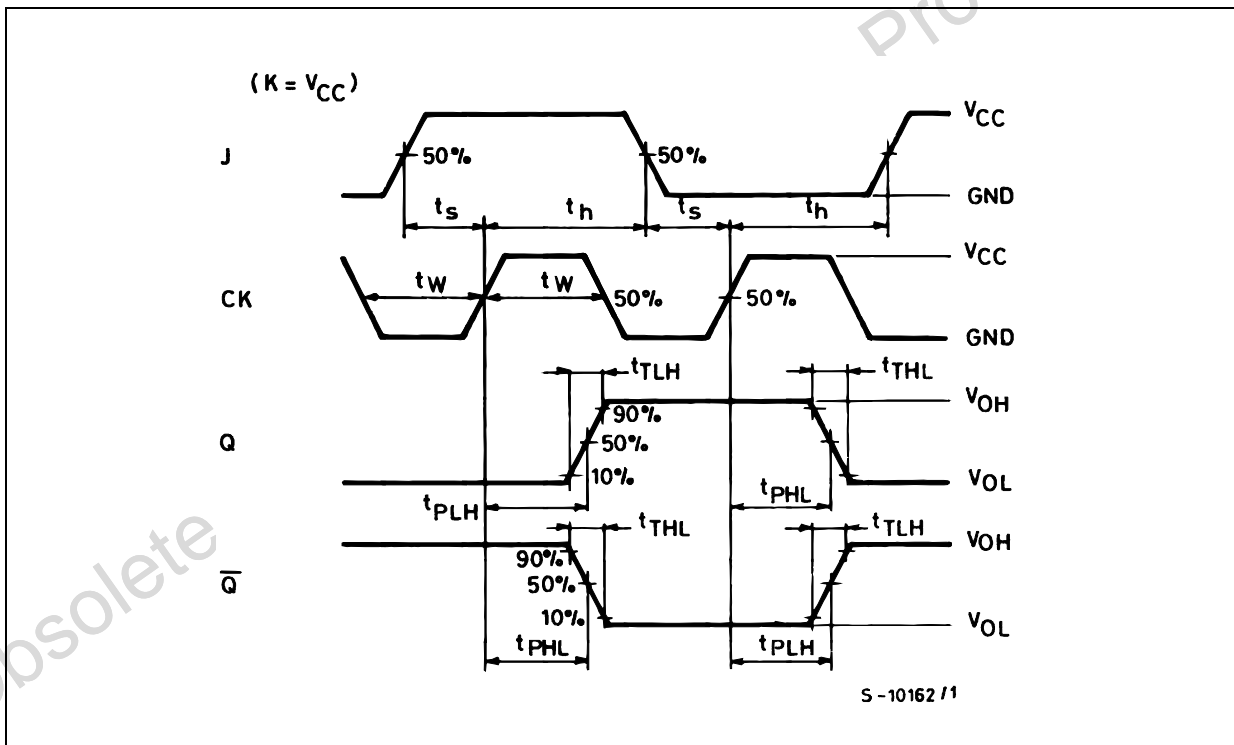 Pro
(K = VCC)
VCC
J
50%
50%
GND
ts
th
ts
th
VCC
CK
tW
tW
50%
50%
GND
tTLH
tTHL
VOH
90%
Q
50%
10%
VOL
tPLH
tPHL
tTHL
tTLH
VOH
90%
Q̅
50%
10%
VOL
tPHL
tPLH
S-10162/1
bsolete